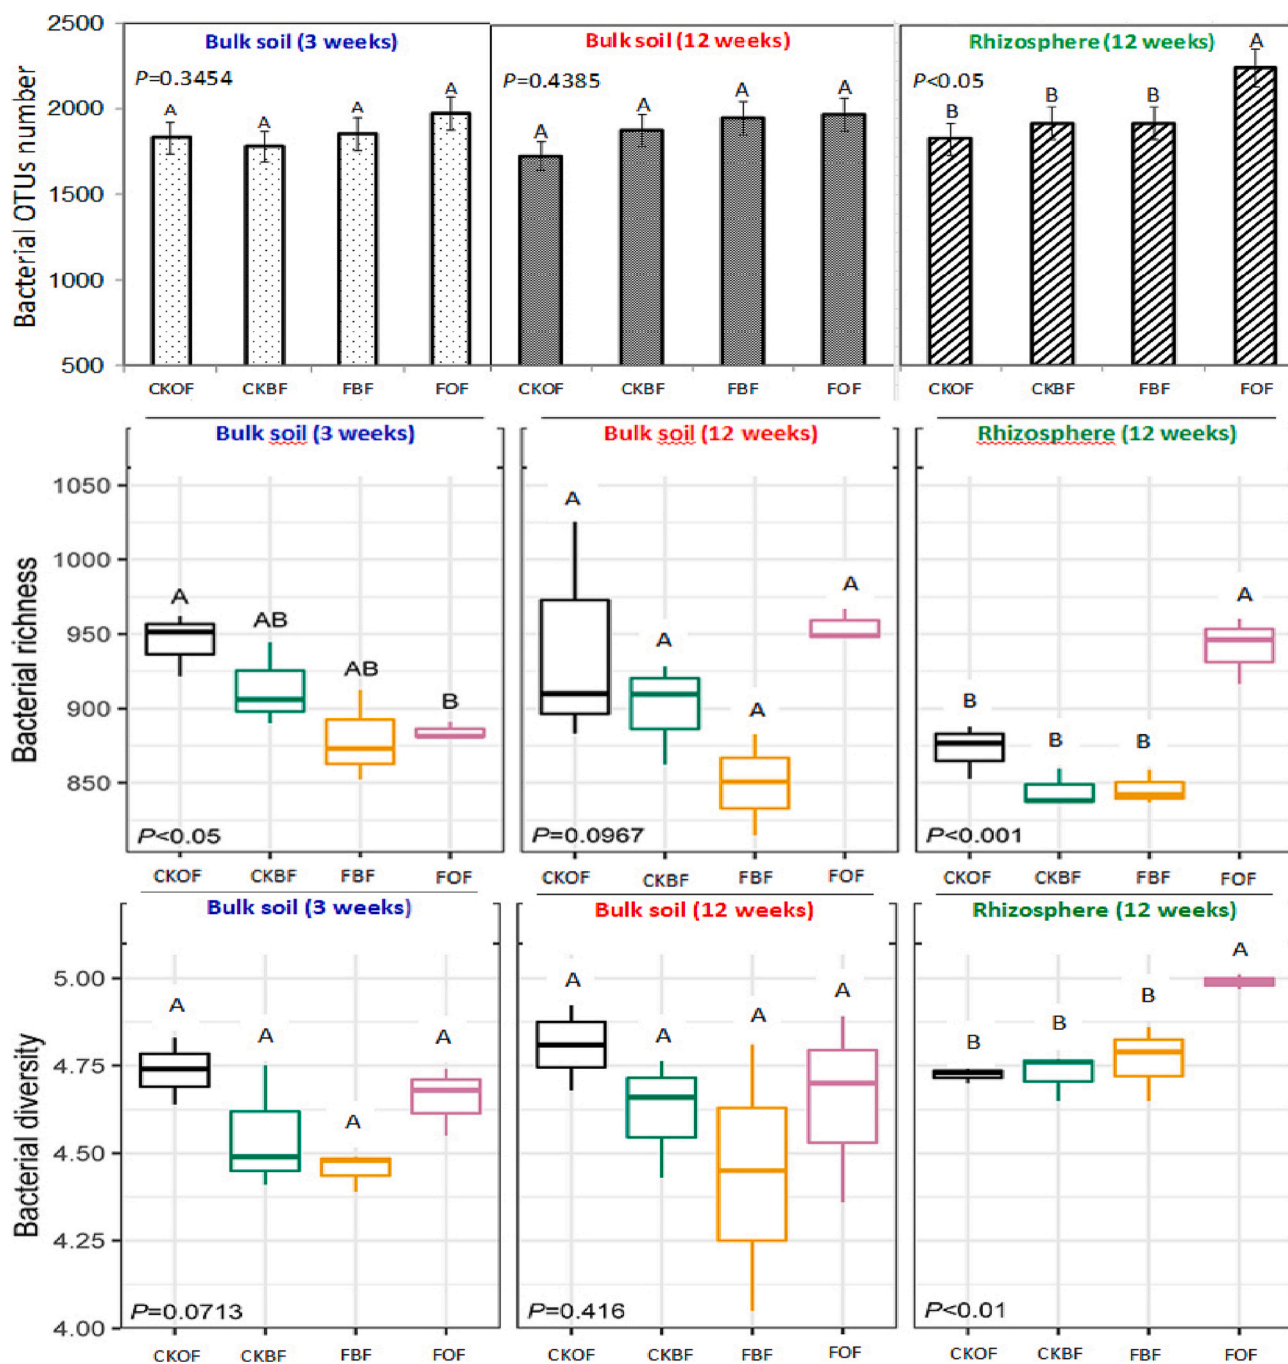 2500
Bulk soil (3 weeks)
Bulk soil (12 weeks)
Rhizosphere (12 weeks)
P=0.3454
P=0.4385
P<0.05
A
A
A
A
A
A
A
A
B
B
B
A
2000
1500
1000
500
Bacterial OTUs number
CKOF CKBF FBF FOF
CKOF CKBF FBF FOF
CKOF CKBF FBF FOF
Bulk soil (3 weeks)
Bulk soil (12 weeks)
Rhizosphere (12 weeks)
1050
1000
950
900
850
Bacterial richness
A
AB
AB
B
A
A
A
A
B
B
B
A
P<0.05
P=0.0967
P<0.001
CKOF CKBF FBF FOF
CKOF CKBF FBF FOF
CKOF CKBF FBF FOF
Bulk soil (3 weeks)
Bulk soil (12 weeks)
Rhizosphere (12 weeks)
5.00
4.75
4.50
4.25
4.00
Bacterial diversity
A
A
A
A
A
A
A
A
B
B
B
A
P=0.0713
P=0.416
P<0.01
CKOF CKBF FBF FOF
CKOF CKBF FBF FOF
CKOF CKBF FBF FOF